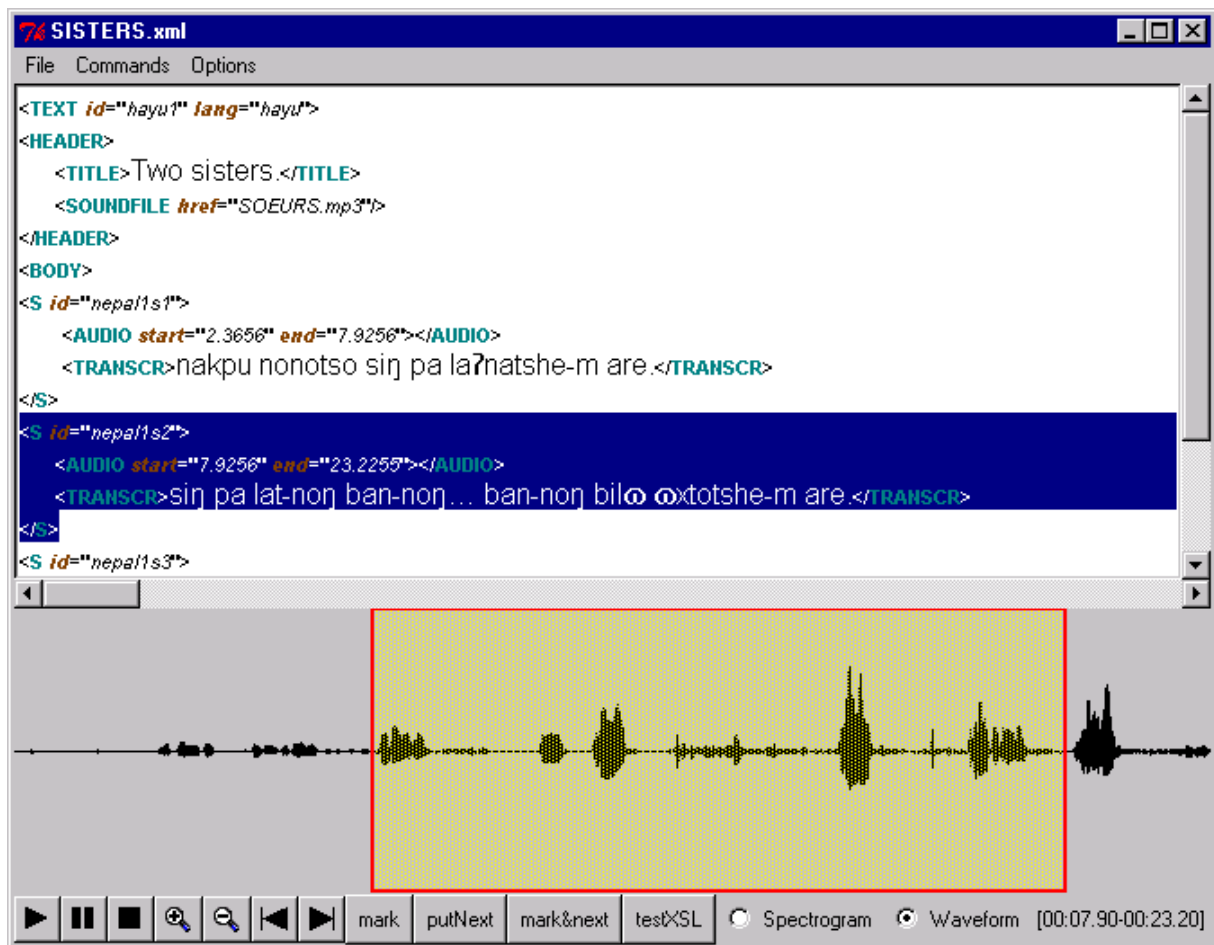 SISTERS.xml
File Commands Options
<TEXT id="hayu1" lang="hayu">
<HEADER>
<TITLE>Two sisters.</TITLE>
<SOUNDFILE href="SOEURS.mp3"/>
</HEADER>
<BODY>
<S id="nepal1s1">
<AUDIO start="2.3656" end="7.9256"></AUDIO>
<TRANSCR>nakpu nonotso siŋ pa laʔnatshe-m are.</TRANSCR>
</S>
<S id="nepal1s2">
<AUDIO start="7.9256" end="23.2255"></AUDIO>
<TRANSCR>siŋ pa lat-noŋ ban-noŋ... ban-noŋ bilɷ ɷxtotshe-m are.</TRANSCR>
</S>
<S id="nepal1s3">
mark putNext mark&next testXSL Spectrogram Waveform [00:07.90-00:23.20]